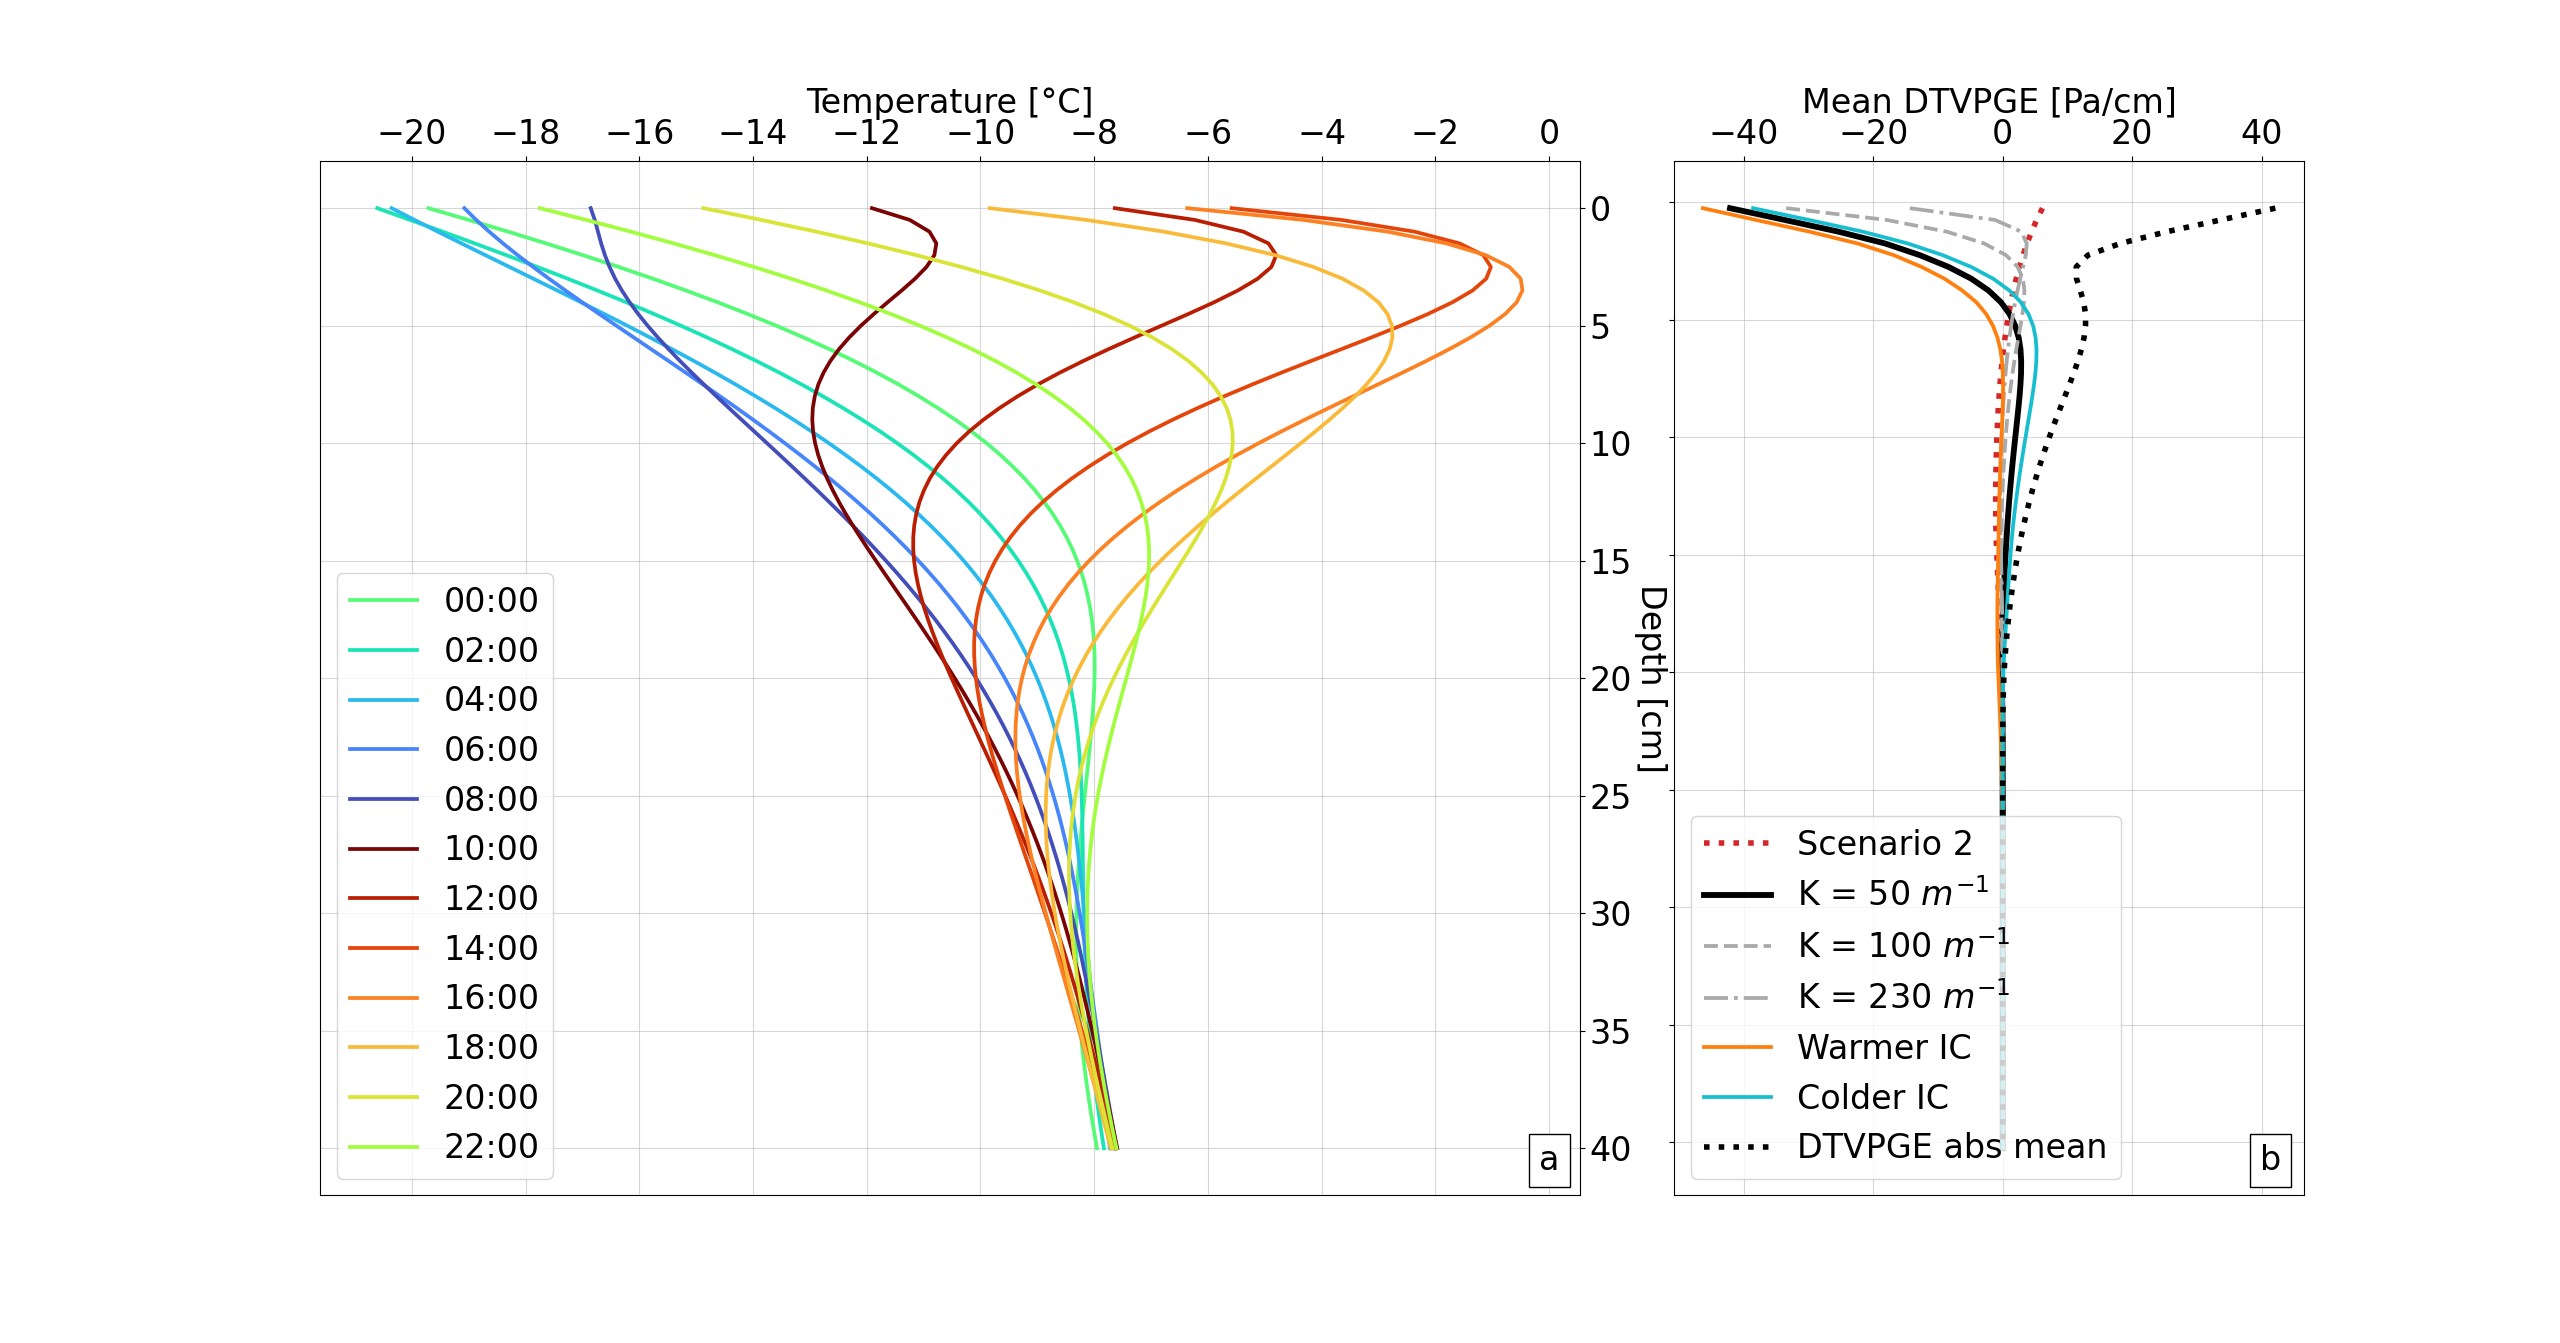 Temperature [°C]
−20 −18 −16 −14 −12 −10 −8 −6 −4 −2 0
Mean DTVPGE [Pa/cm]
−40 −20 0 20 40
0
5
10
15
20
25
30
35
40
Depth [cm]
00:00
02:00
04:00
06:00
08:00
10:00
12:00
14:00
16:00
18:00
20:00
22:00
a
Scenario 2
K = 50 m⁻¹
K = 100 m⁻¹
K = 230 m⁻¹
Warmer IC
Colder IC
DTVPGE abs mean
b